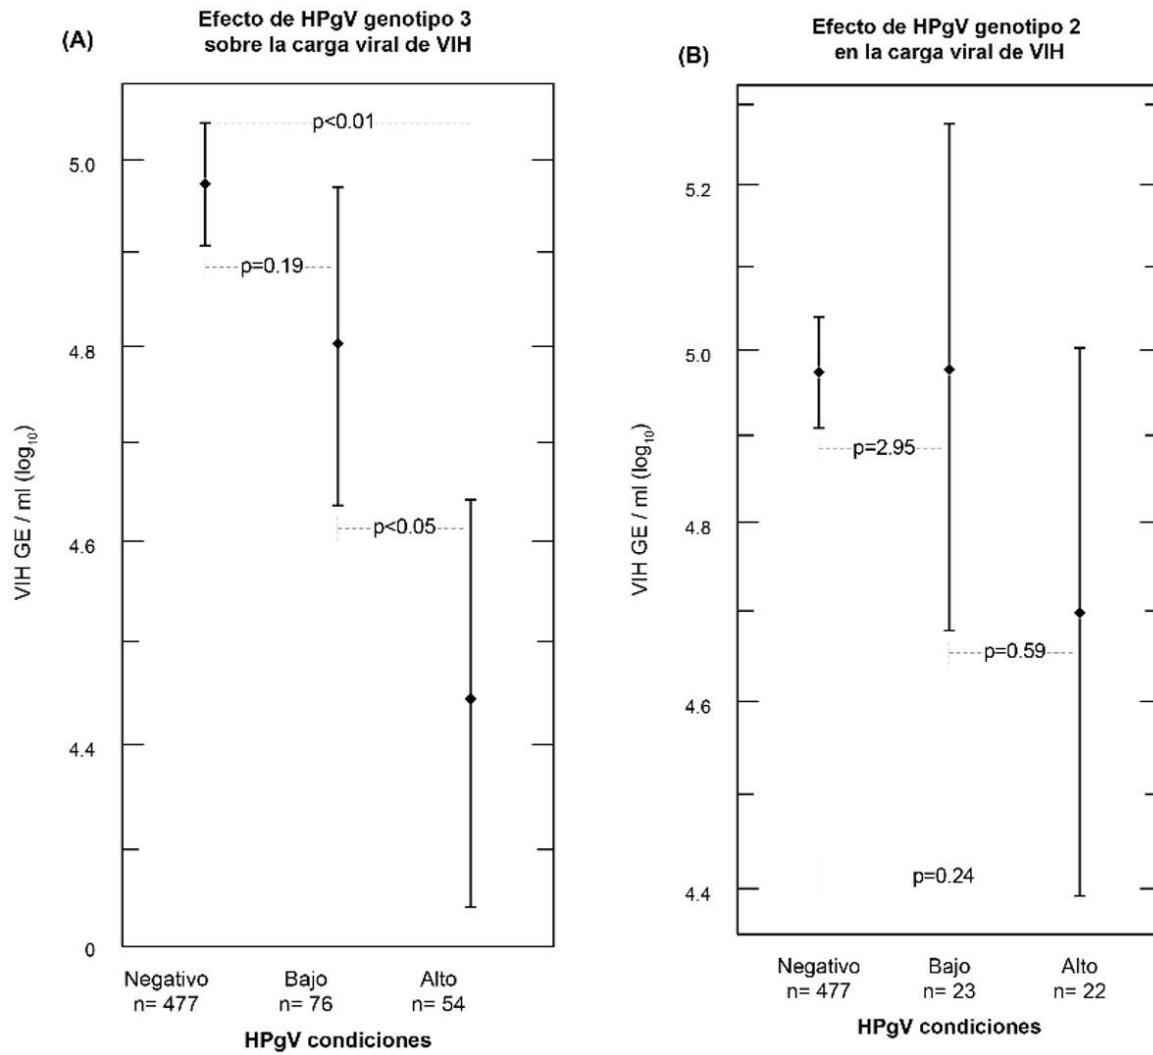 (A)
Efecto de HPgV genotipo 3
sobre la carga viral de VIH
p<0.01
5.0
p=0.19
4.8
p<0.05
4.6
4.4
0
VIH GE / ml (log₁₀)
Negativo Bajo Alto
n= 477 n= 76 n= 54
HPgV condiciones
(B)
Efecto de HPgV genotipo 2
en la carga viral de VIH
5.2
5.0
p=2.95
4.8
p=0.59
4.6
p=0.24
4.4
VIH GE / ml (log₁₀)
Negativo Bajo Alto
n= 477 n= 23 n= 22
HPgV condiciones